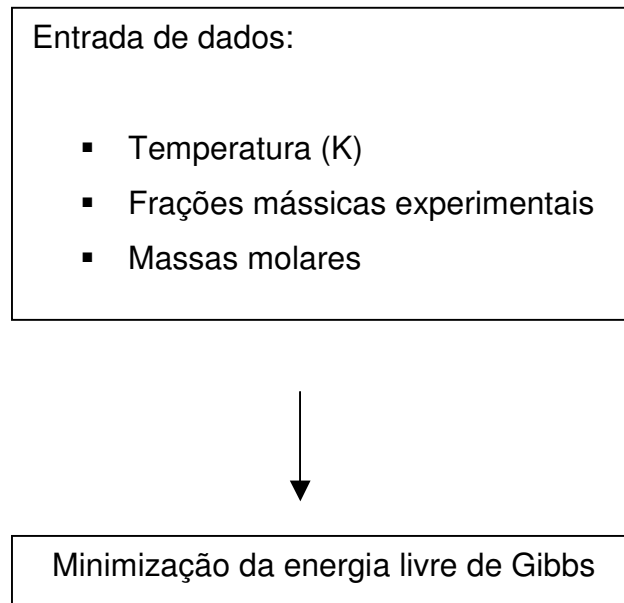 Entrada de dados:
▪ Temperatura (K)
▪ Frações mássicas experimentais
▪ Massas molares
Minimização da energia livre de Gibbs